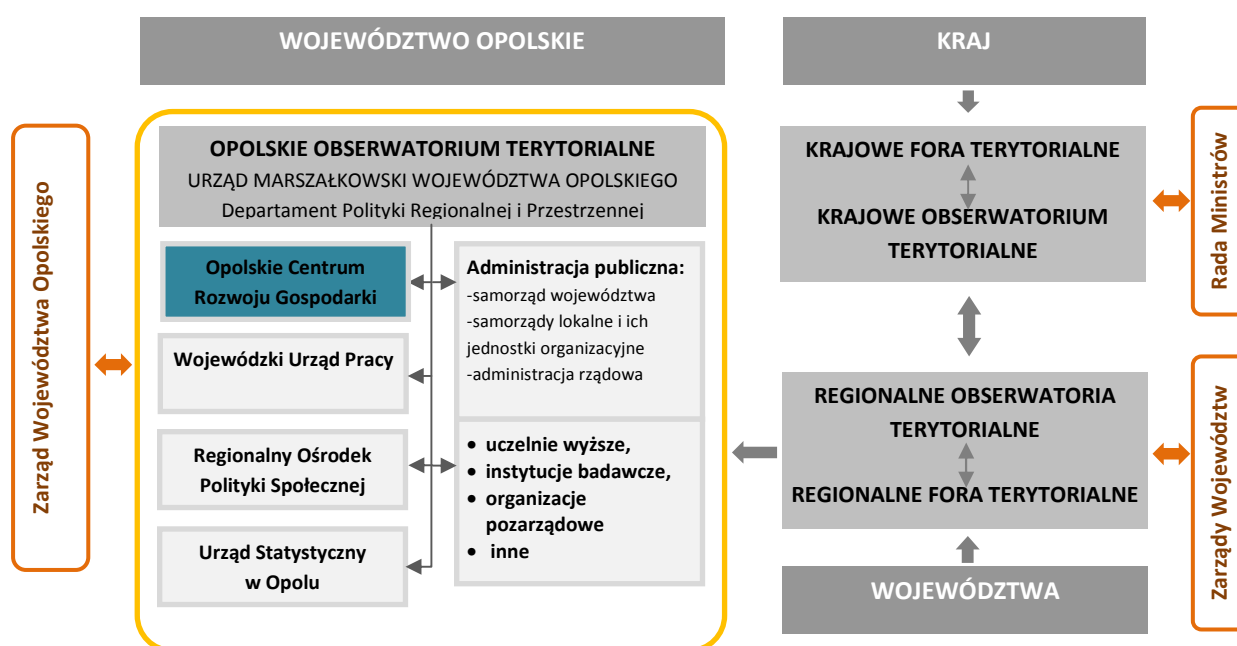 WOJEWÓDZTWO OPOLSKIE
KRAJ
Zarząd Województwa Opolskiego
OPOLSKIE OBSERWATORIUM TERYTORIALNE
URZĄD MARSZAŁKOWSKI WOJEWÓDZTWA OPOLSKIEGO
Departament Polityki Regionalnej i Przestrzennej
Opolskie Centrum
Rozwoju Gospodarki
Wojewódzki Urząd Pracy
Regionalny Ośrodek
Polityki Społecznej
Urząd Statystyczny
w Opolu
Administracja publiczna:
-samorząd województwa
-samorządy lokalne i ich
jednostki organizacyjne
-administracja rządowa
• uczelnie wyższe,
• instytucje badawcze,
• organizacje
pozarządowe
• inne
KRAJOWE FORA TERYTORIALNE
KRAJOWE OBSERWATORIUM
TERYTORIALNE
Rada Ministrów
REGIONALNE OBSERWATORIA
TERYTORIALNE
REGIONALNE FORA TERYTORIALNE
Zarządy Województw
WOJEWÓDZTWA